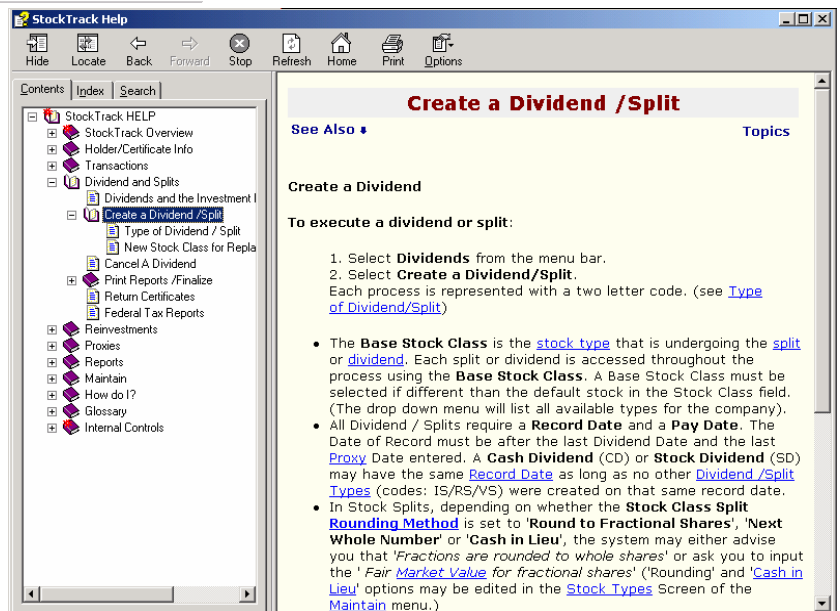 StockTrack Help
Hide Locate Back Forward Stop Refresh Home Print Options
Contents Index Search
StockTrack HELP
StockTrack Overview
Holder/Certificate Info
Transactions
Dividend and Splits
Dividends and the Investment I
Create a Dividend /Split
Type of Dividend / Split
New Stock Class for Repla
Cancel A Dividend
Print Reports /Finalize
Return Certificates
Federal Tax Reports
Reinvestments
Proxies
Reports
Maintain
How do I?
Glossary
Internal Controls
Create a Dividend /Split
See Also Topics
Create a Dividend
To execute a dividend or split:
1. Select Dividends from the menu bar.
2. Select Create a Dividend/Split.
Each process is represented with a two letter code. (see Type
of Dividend/Split)
• The Base Stock Class is the stock type that is undergoing the split
or dividend. Each split or dividend is accessed throughout the
process using the Base Stock Class. A Base Stock Class must be
selected if different than the default stock in the Stock Class field.
(The drop down menu will list all available types for the company).
• All Dividend / Splits require a Record Date and a Pay Date. The
Date of Record must be after the last Dividend Date and the last
Proxy Date entered. A Cash Dividend (CD) or Stock Dividend (SD)
may have the same Record Date as long as no other Dividend /Split
Types (codes: IS/RS/VS) were created on that same record date.
• In Stock Splits, depending on whether the Stock Class Split
Rounding Method is set to 'Round to Fractional Shares', 'Next
Whole Number' or 'Cash in Lieu', the system may either advise
you that 'Fractions are rounded to whole shares' or ask you to input
the ' Fair Market Value for fractional shares' ('Rounding' and 'Cash in
Lieu' options may be edited in the Stock Types Screen of the
Maintain menu.)